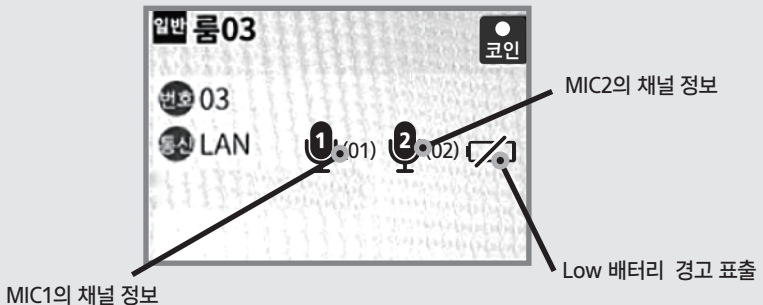 일반 룸03
코인
번호 03
통신 LAN
1 (01) 2 (02)
MIC2의 채널 정보
Low 배터리 경고 표출
MIC1의 채널 정보